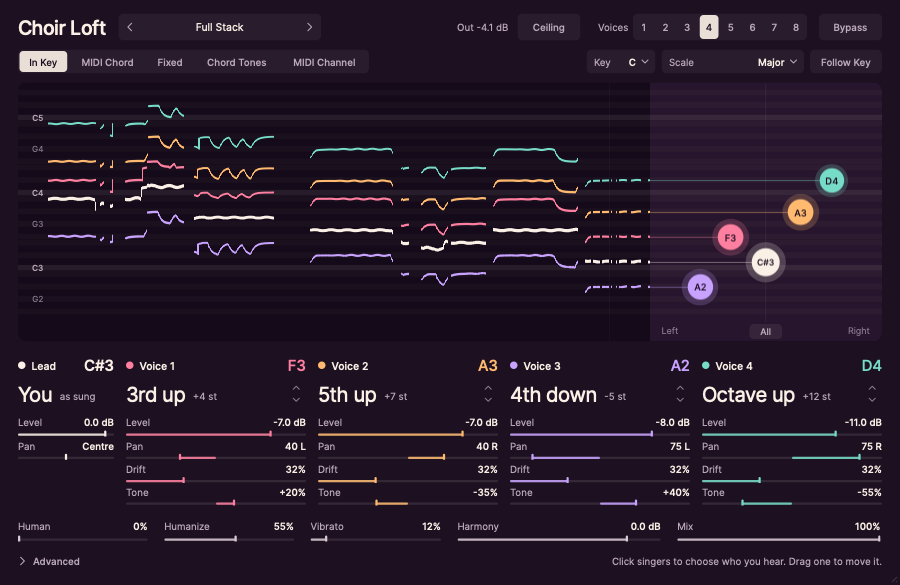 Choir Loft
Full Stack
Out -4.1 dB
Ceiling
Voices 1 2 3 4 5 6 7 8
Bypass
In Key MIDI Chord Fixed Chord Tones MIDI Channel
Key C
Scale Major
Follow Key
C5
G4
C4
G3
C3
G2
D4
A3
F3
C#3
A2
Left All Right
Lead C#3
You as sung
Level 0.0 dB
Pan Centre
Voice 1 F3
3rd up +4 st
Level -7.0 dB
Pan 40 L
Drift 32%
Tone +20%
Voice 2 A3
5th up +7 st
Level -7.0 dB
Pan 40 R
Drift 32%
Tone -35%
Voice 3 A2
4th down -5 st
Level -8.0 dB
Pan 75 L
Drift 32%
Tone +40%
Voice 4 D4
Octave up +12 st
Level -11.0 dB
Pan 75 R
Drift 32%
Tone -55%
Human 0%
Humanize 55%
Vibrato 12%
Harmony 0.0 dB
Mix 100%
Advanced
Click singers to choose who you hear. Drag one to move it.